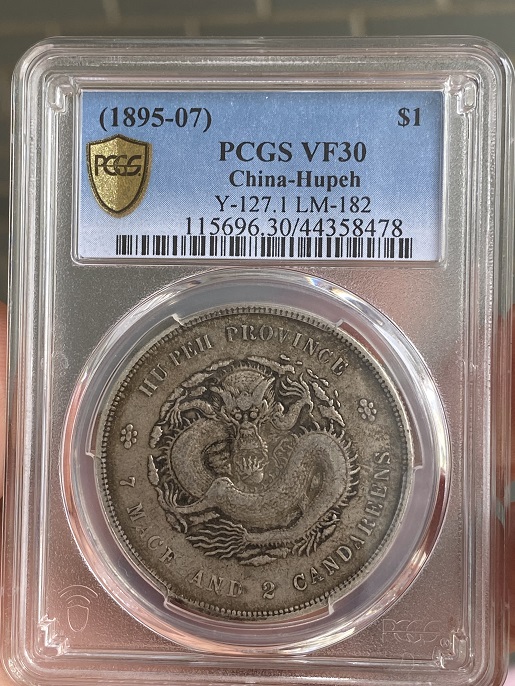 (1895-07) $1
PCGS VF30
China-Hupeh
Y-127.1 LM-182
115696.30/44358478
PCGS
HU PEH PROVINCE
7 MACE AND 2 CANDAREENS.
PCGS